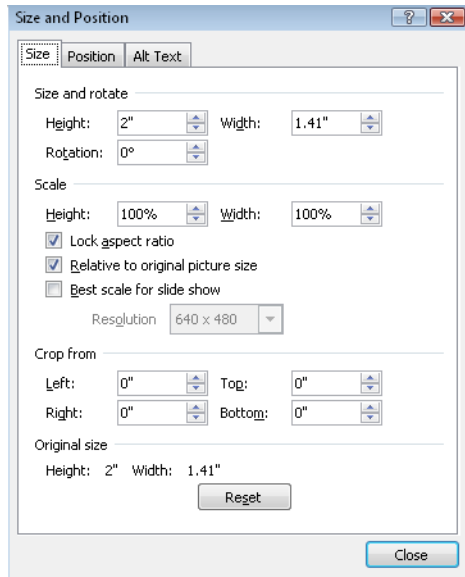 Size and Position
Size Position Alt Text
Size and rotate
Height: 2" Width: 1.41"
Rotation: 0°
Scale
Height: 100% Width: 100%
Lock aspect ratio
Relative to original picture size
Best scale for slide show
Resolution 640 x 480
Crop from
Left: 0" Top: 0"
Right: 0" Bottom: 0"
Original size
Height: 2" Width: 1.41"
Reset
Close